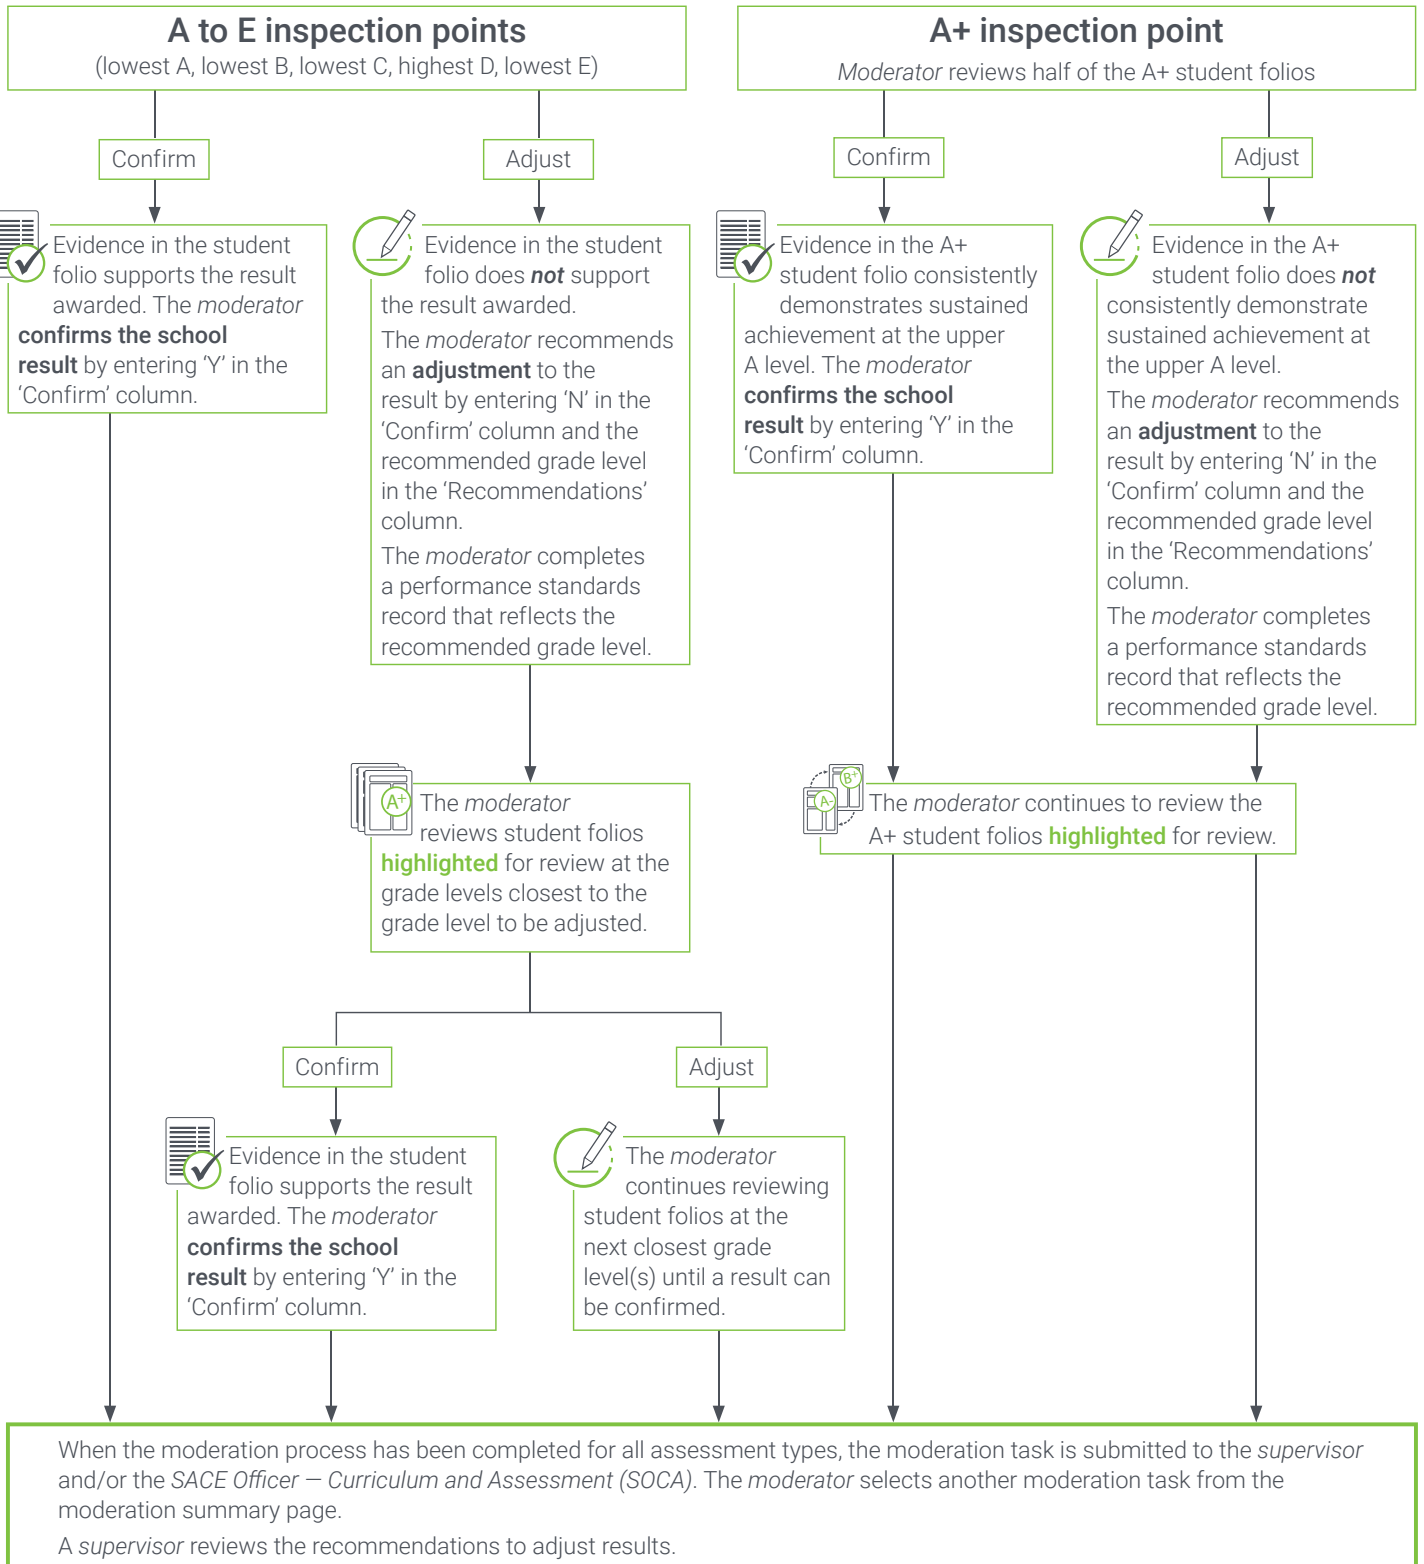 A to E inspection points
(lowest A, lowest B, lowest C, highest D, lowest E)
Confirm
Adjust
Evidence in the student
folio supports the result
awarded. The moderator
confirms the school
result by entering ‘Y’ in the
‘Confirm’ column.
Evidence in the student
folio does not support
the result awarded.
The moderator recommends
an adjustment to the
result by entering ‘N’ in the
‘Confirm’ column and the
recommended grade level
in the ‘Recommendations’
column.
The moderator completes
a performance standards
record that reflects the
recommended grade level.
A+
The moderator
reviews student folios
highlighted for review at the
grade levels closest to the
grade level to be adjusted.
Confirm
Adjust
Evidence in the student
folio supports the result
awarded. The moderator
confirms the school
result by entering ‘Y’ in the
‘Confirm’ column.
The moderator
continues reviewing
student folios at the
next closest grade
level(s) until a result can
be confirmed.
A+ inspection point
Moderator reviews half of the A+ student folios
Confirm
Adjust
Evidence in the A+
student folio consistently
demonstrates sustained
achievement at the upper
A level. The moderator
confirms the school
result by entering ‘Y’ in the
‘Confirm’ column.
Evidence in the A+
student folio does not
consistently demonstrate
sustained achievement at
the upper A level.
The moderator recommends
an adjustment to the
result by entering ‘N’ in the
‘Confirm’ column and the
recommended grade level
in the ‘Recommendations’
column.
The moderator completes
a performance standards
record that reflects the
recommended grade level.
B+
A-
The moderator continues to review the
A+ student folios highlighted for review.
When the moderation process has been completed for all assessment types, the moderation task is submitted to the supervisor
and/or the SACE Officer — Curriculum and Assessment (SOCA). The moderator selects another moderation task from the
moderation summary page.
A supervisor reviews the recommendations to adjust results.